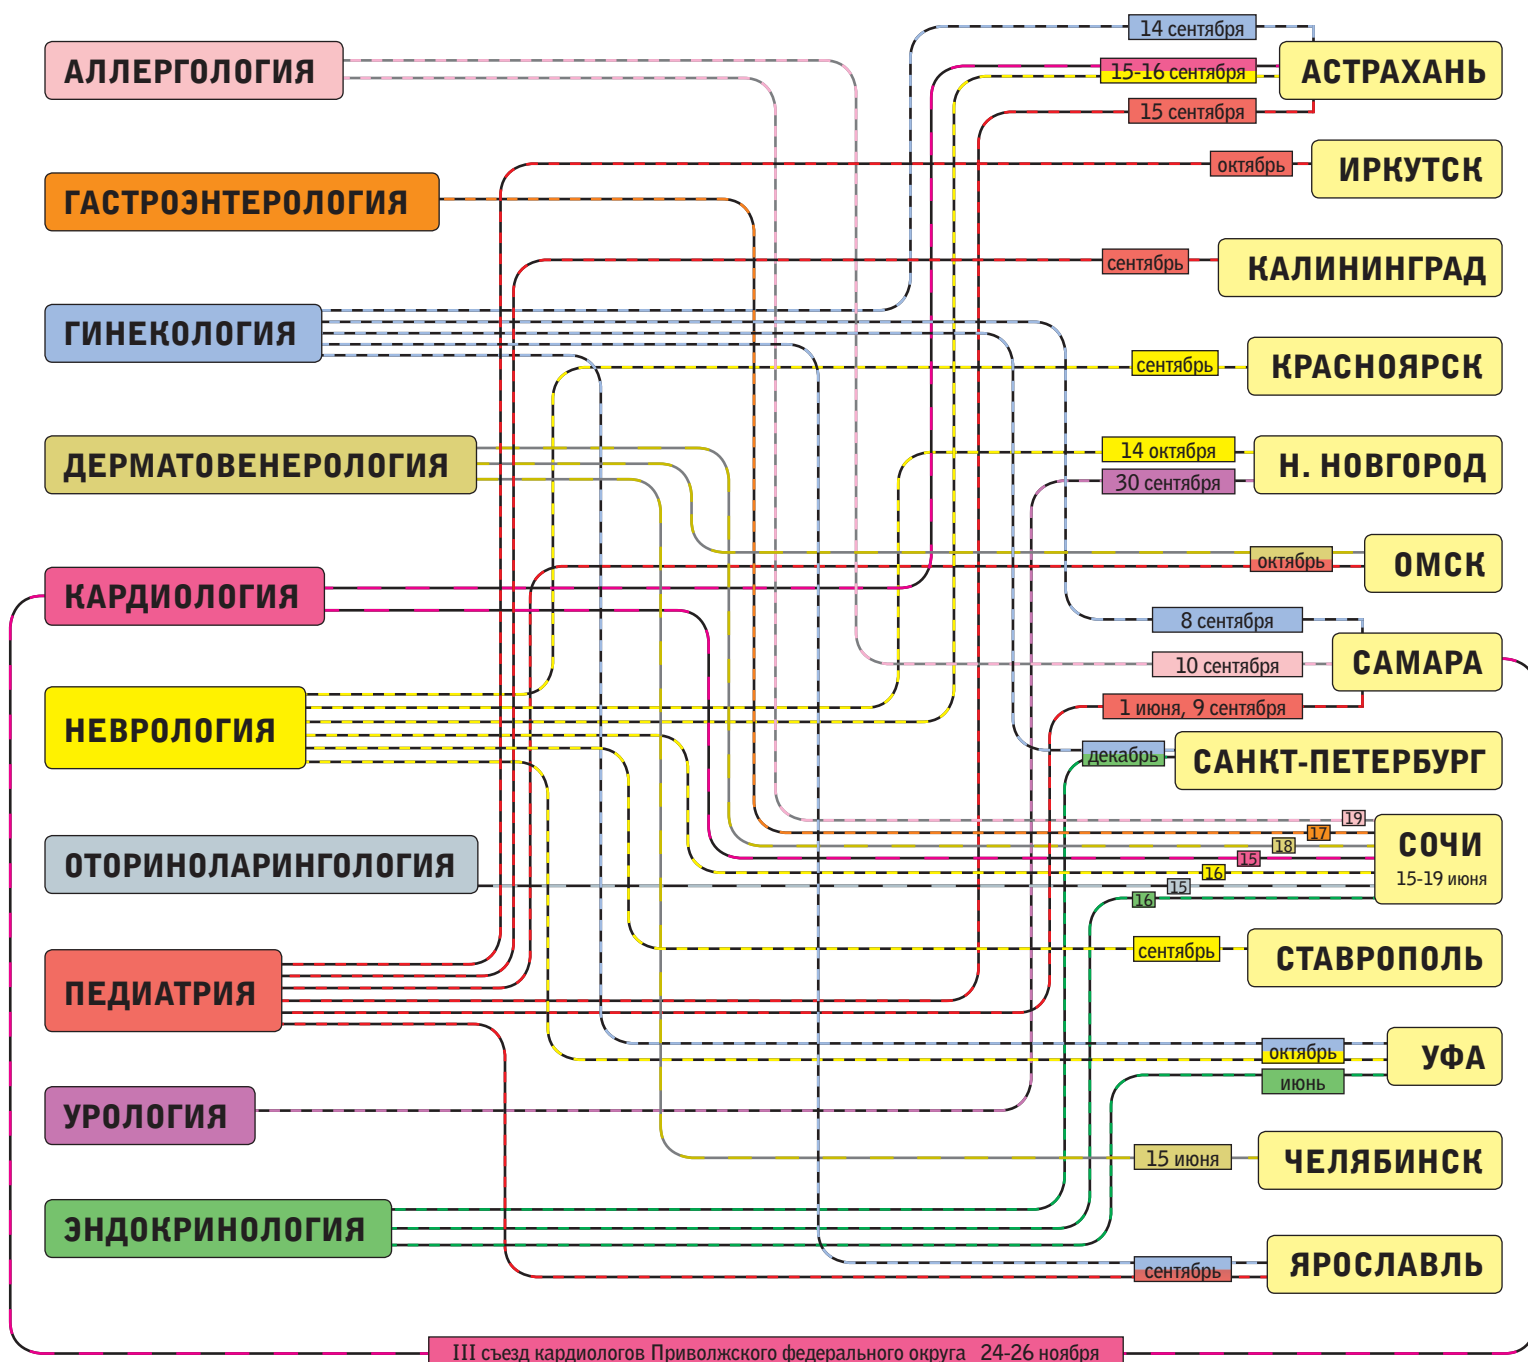 АЛЛЕРГОЛОГИЯ
ГАСТРОЭНТЕРОЛОГИЯ
ГИНЕКОЛОГИЯ
ДЕРМАТОВЕНЕРОЛОГИЯ
КАРДИОЛОГИЯ
НЕВРОЛОГИЯ
ОТОРИНОЛАРИНГОЛОГИЯ
ПЕДИАТРИЯ
УРОЛОГИЯ
ЭНДОКРИНОЛОГИЯ
14 сентября
15-16 сентября
15 сентября
АСТРАХАНЬ
октябрь
ИРКУТСК
сентябрь
КАЛИНИНГРАД
сентябрь
КРАСНОЯРСК
14 октября
30 сентября
Н. НОВГОРОД
октябрь
ОМСК
8 сентября
10 сентября
1 июня, 9 сентября
САМАРА
декабрь
САНКТ-ПЕТЕРБУРГ
19
17
18
15
16
15
16
СОЧИ
15-19 июня
сентябрь
СТАВРОПОЛЬ
октябрь
июнь
УФА
15 июня
ЧЕЛЯБИНСК
сентябрь
ЯРОСЛАВЛЬ
III съезд кардиологов Приволжского федерального округа 24-26 ноября